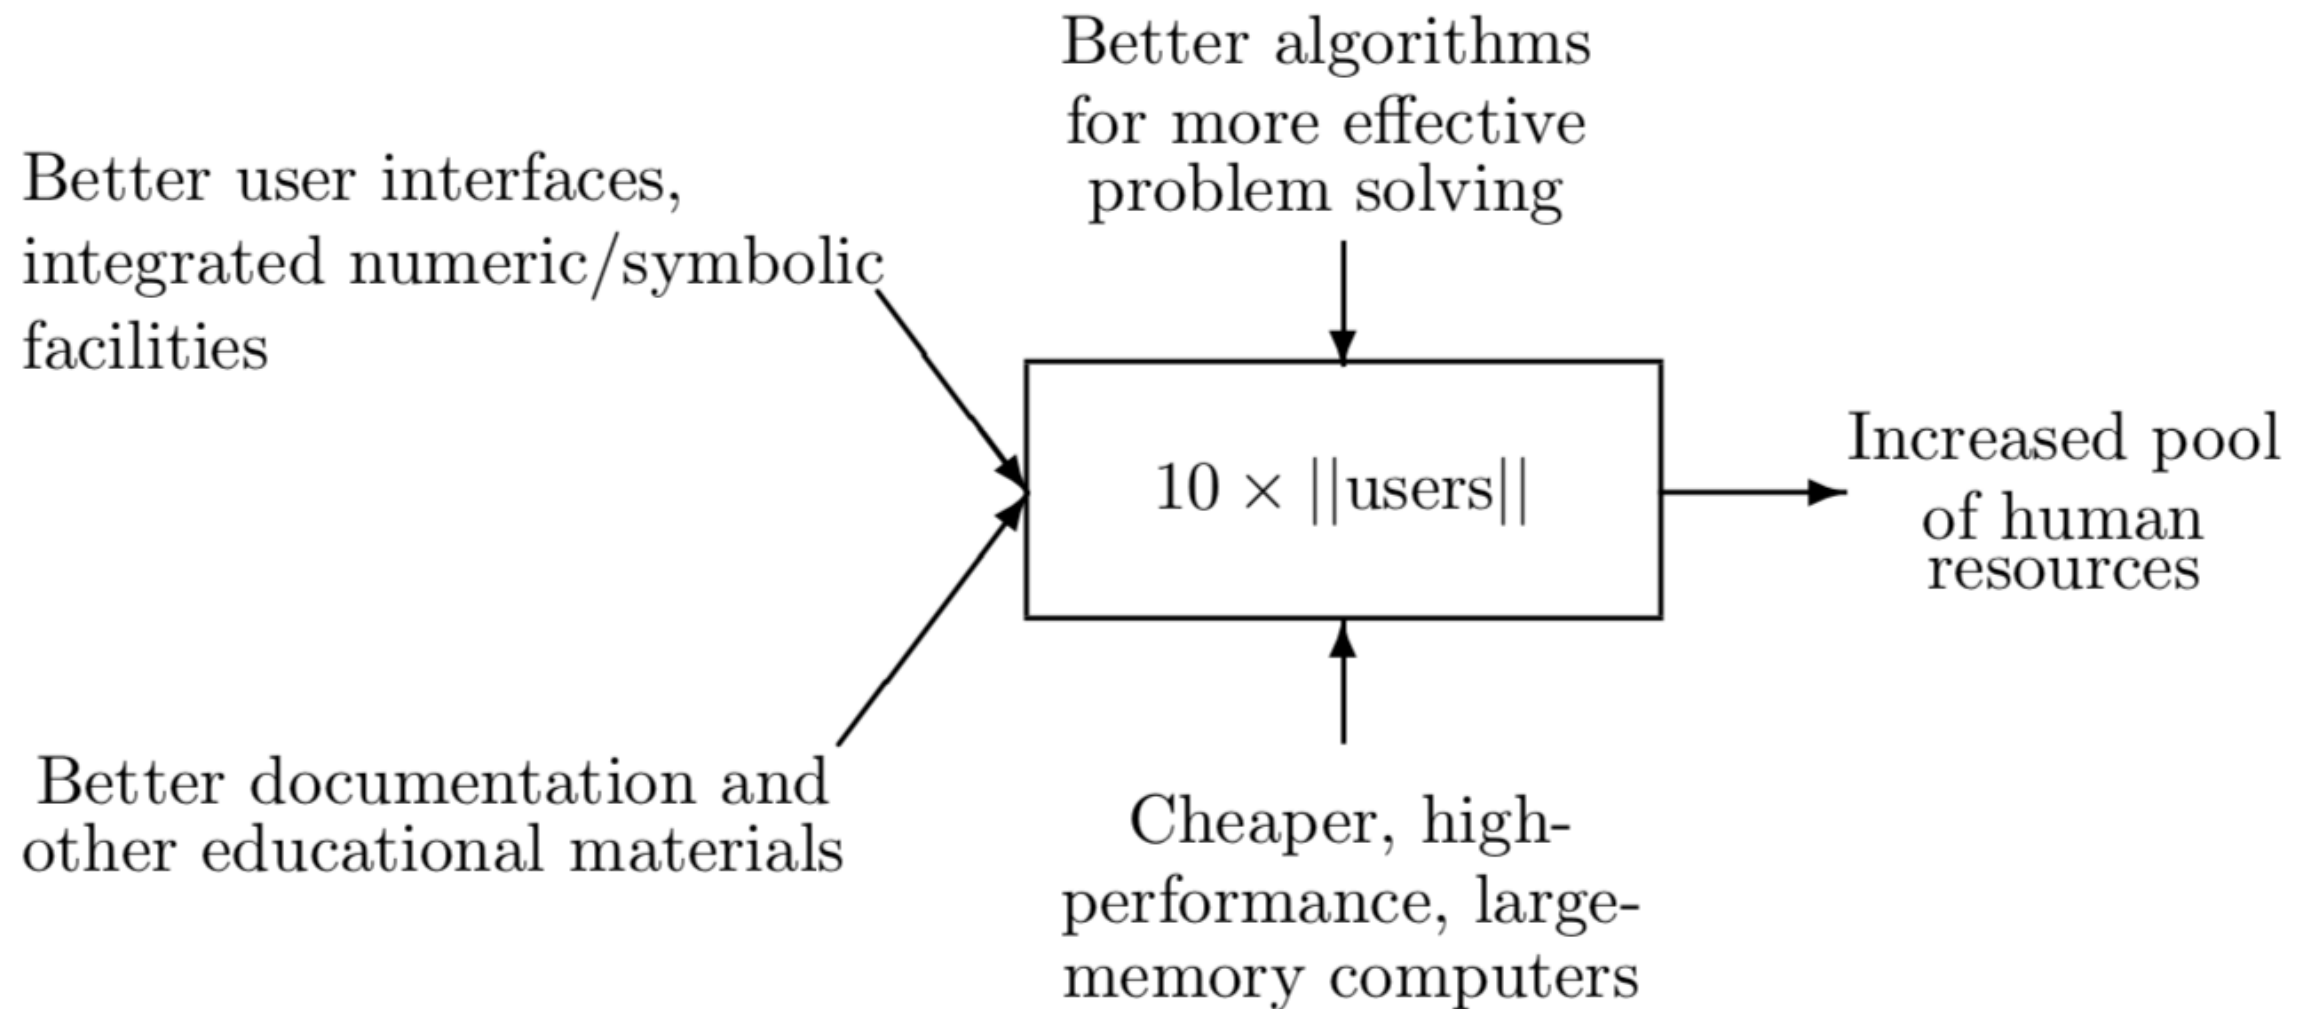 Better algorithms
for more effective
problem solving
Better user interfaces,
integrated numeric/symbolic
facilities
10 × ||users||
Increased pool
of human
resources
Better documentation and
other educational materials
Cheaper, high-
performance, large-
memory computers